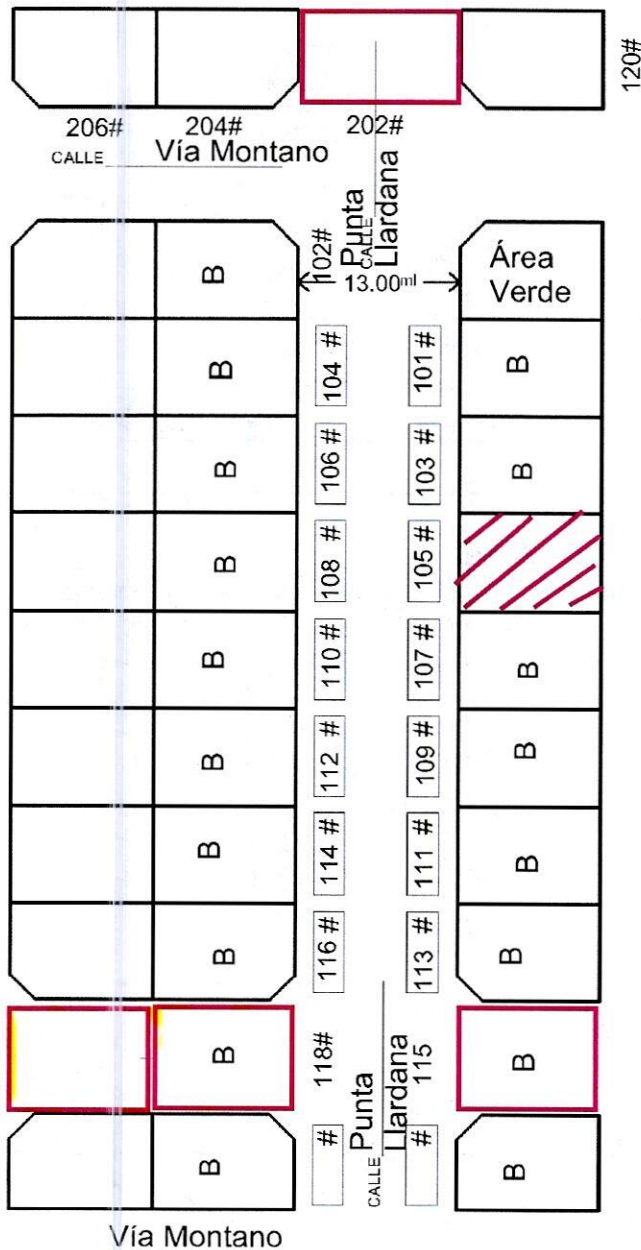 120#
206# 204# 202#
CALLE Vía Montano
CALLE Punta Llardana
102#
13.00ml
Área
Verde
B
B 104 # 101 # B
B 106 # 103 # B
B 108 # 105 #
B 110 # 107 # B
B 112 # 109 # B
B 114 # 111 # B
B 116 # 113 # B
B 118# 115 B
B # # B
CALLE Punta Llardana
Vía Montano